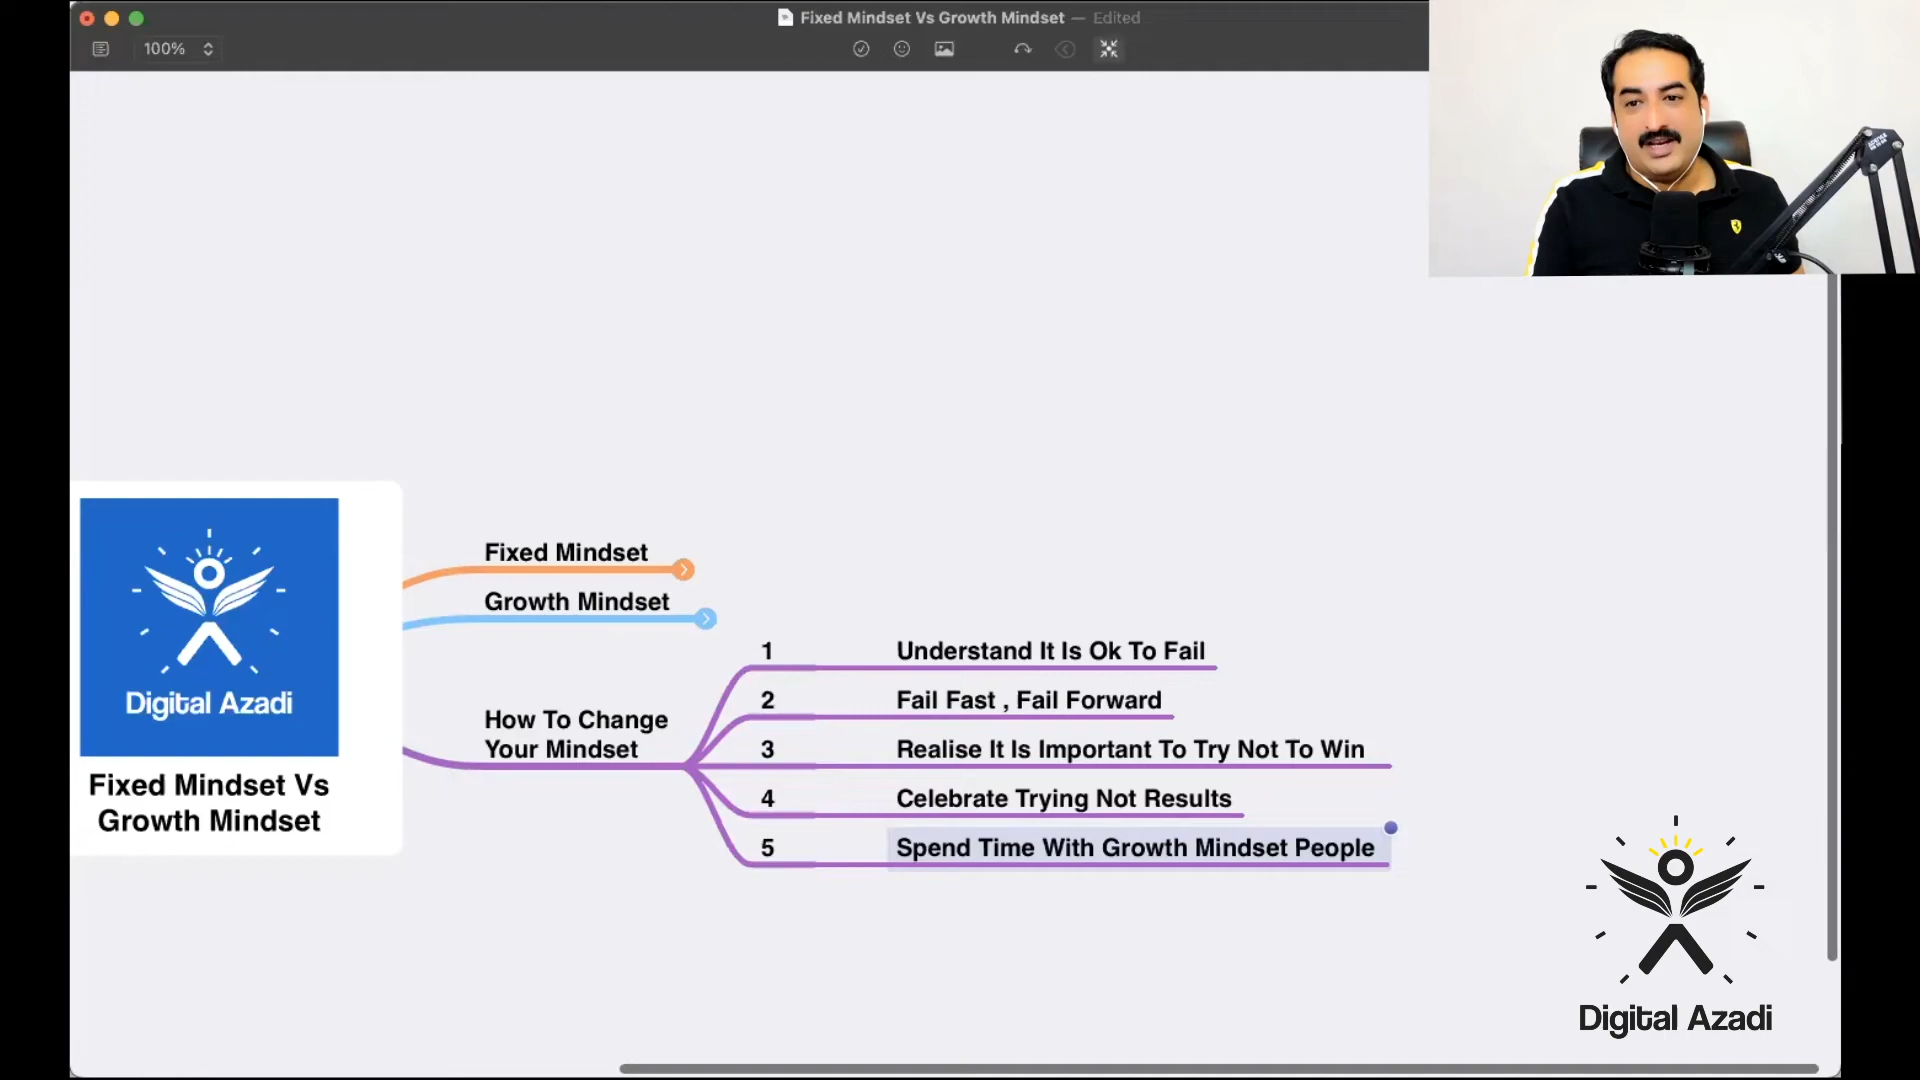 Fixed Mindset Vs Growth Mindset — Edited
100%
Fixed Mindset
Growth Mindset
How To Change
Your Mindset
1 Understand It Is Ok To Fail
2 Fail Fast , Fail Forward
3 Realise It Is Important To Try Not To Win
4 Celebrate Trying Not Results
5 Spend Time With Growth Mindset People
Digital Azadi
Fixed Mindset Vs
Growth Mindset
Digital Azadi